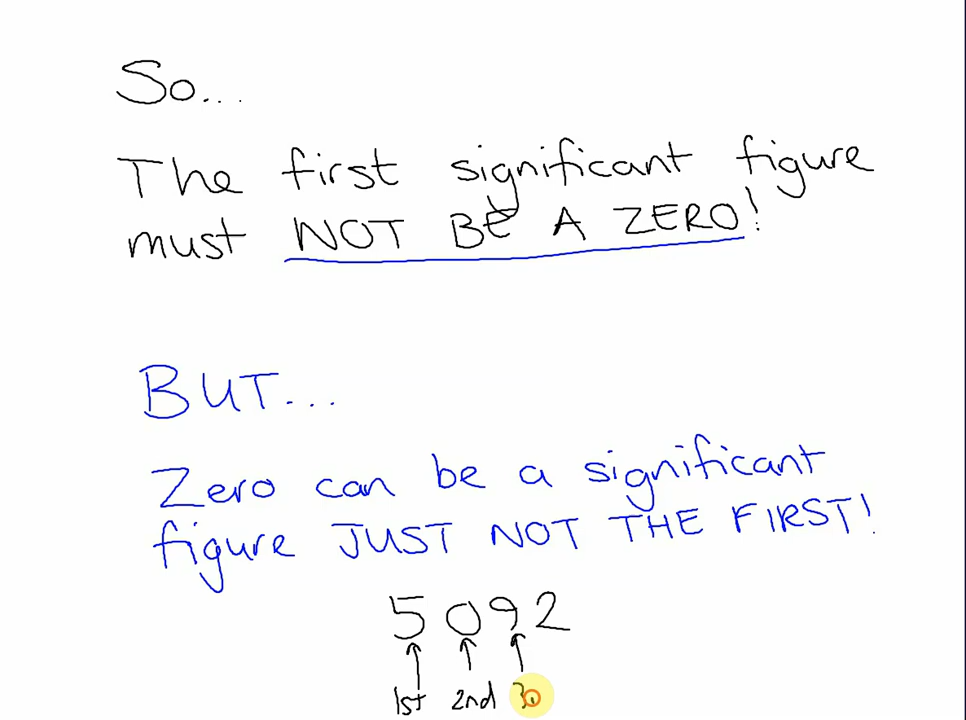 So...
The first significant figure
must NOT BE A ZERO!
BUT...
Zero can be a significant
figure JUST NOT THE FIRST!
5092
1st 2nd 3